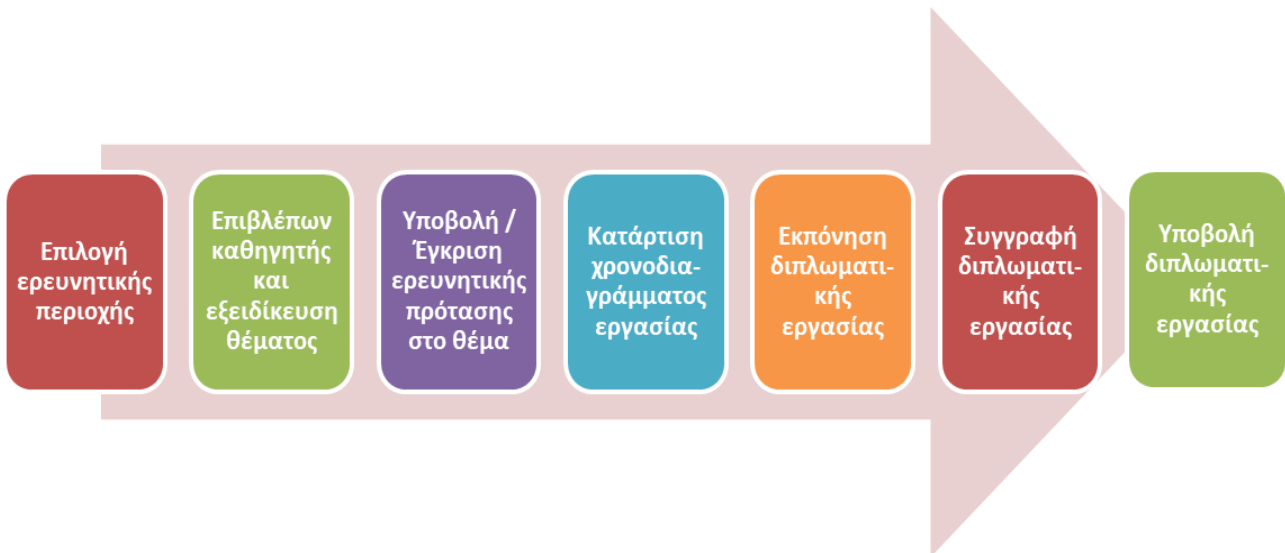 Επιλογή
ερευνητικής
περιοχής
Επιβλέπων
καθηγητής
και
εξειδίκευση
θέματος
Υποβολή /
Έγκριση
ερευνητικής
πρότασης
στο θέμα
Κατάρτιση
χρονοδια-
γράμματος
εργασίας
Εκπόνηση
διπλωματι-
κής
εργασίας
Συγγραφή
διπλωματι-
κής
εργασίας
Υποβολή
διπλωματι-
κής
εργασίας